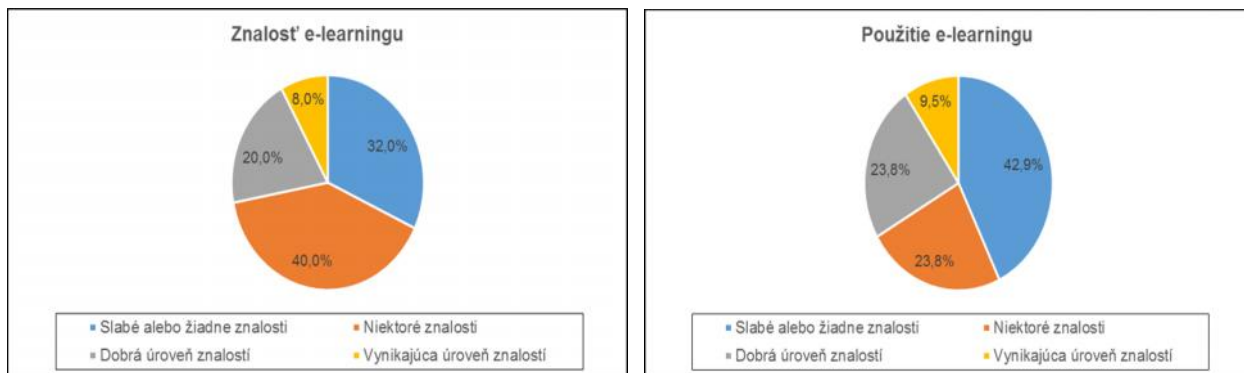 Znalosť e-learningu
8,0%
32,0%
20,0%
40,0%
Slabé alebo žiadne znalosti
Niektoré znalosti
Dobrá úroveň znalostí
Vynikajúca úroveň znalostí
Použitie e-learningu
9,5%
42,9%
23,8%
23,8%
Slabé alebo žiadne znalosti
Niektoré znalosti
Dobrá úroveň znalostí
Vynikajúca úroveň znalostí